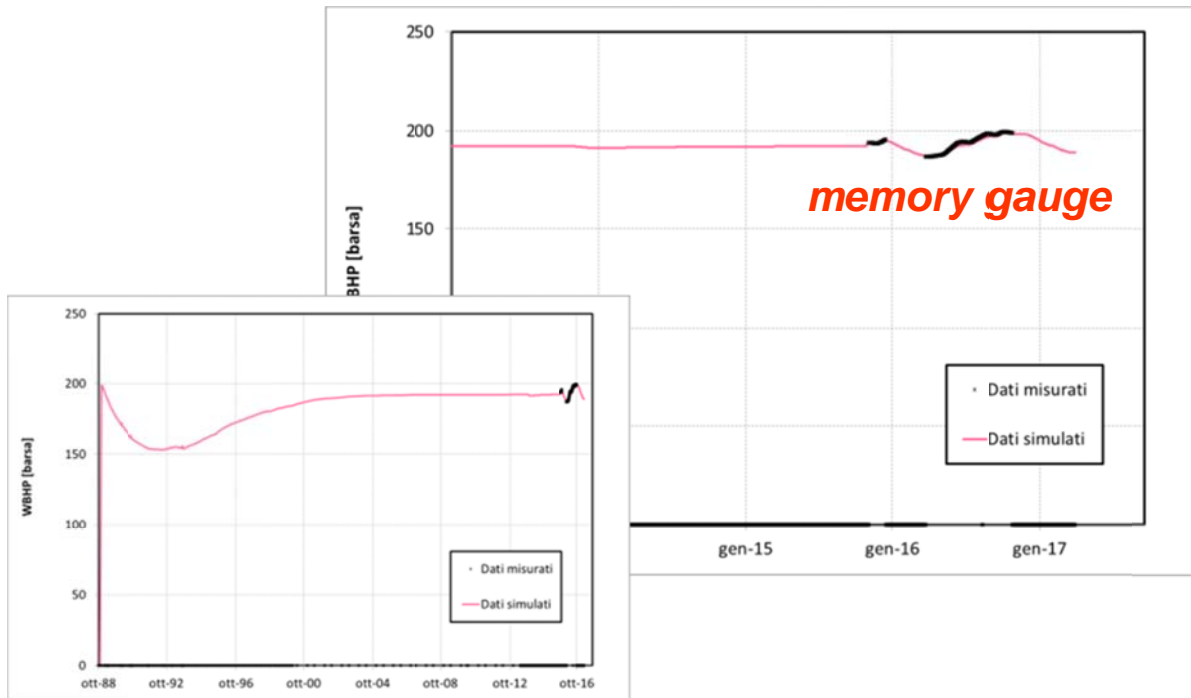 250
200
150
memory gauge
BHP [barsa]
Dati misurati
Dati simulati
gen-15
gen-16
gen-17
250
200
150
100
50
0
WBHP [barsa]
Dati misurati
Dati simulati
ott-88
ott-92
ott-96
ott-00
ott-04
ott-08
ott-12
ott-16